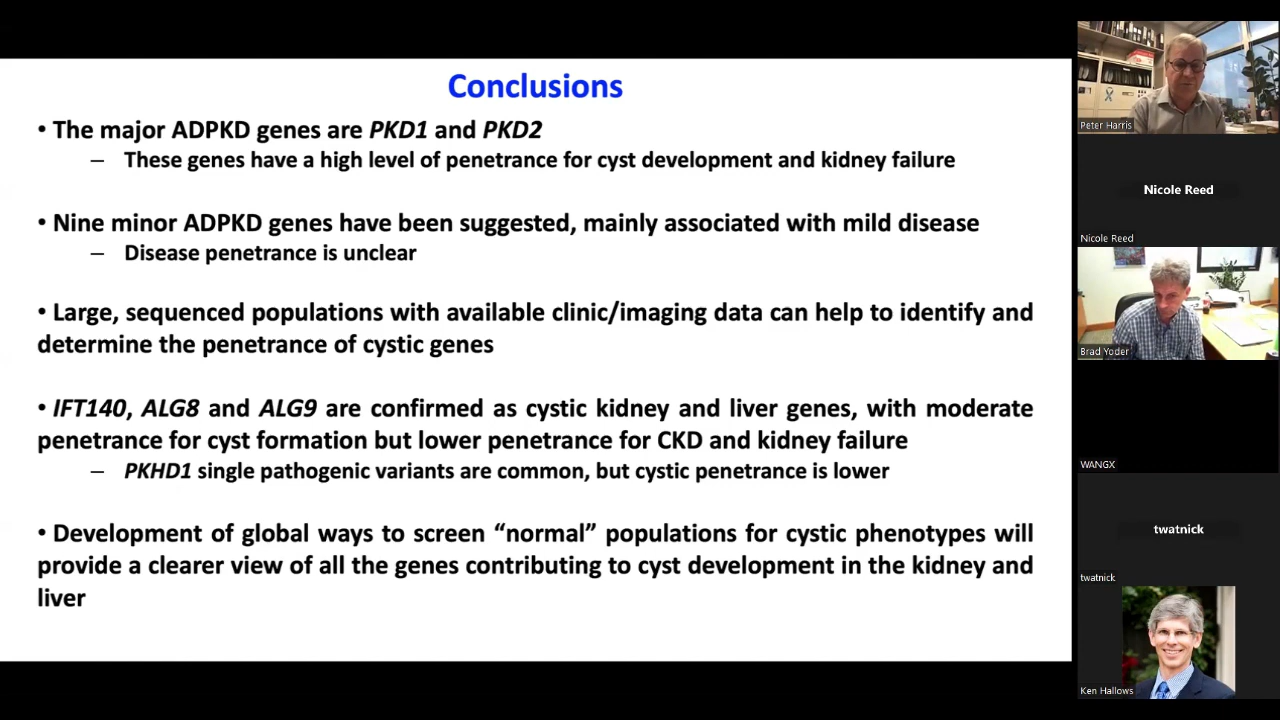 Conclusions
• The major ADPKD genes are PKD1 and PKD2
– These genes have a high level of penetrance for cyst development and kidney failure
• Nine minor ADPKD genes have been suggested, mainly associated with mild disease
– Disease penetrance is unclear
• Large, sequenced populations with available clinic/imaging data can help to identify and
determine the penetrance of cystic genes
• IFT140, ALG8 and ALG9 are confirmed as cystic kidney and liver genes, with moderate
penetrance for cyst formation but lower penetrance for CKD and kidney failure
– PKHD1 single pathogenic variants are common, but cystic penetrance is lower
• Development of global ways to screen “normal” populations for cystic phenotypes will
provide a clearer view of all the genes contributing to cyst development in the kidney and
liver
Peter Harris
Nicole Reed
Nicole Reed
Brad Yoder
WANGX
twatnick
twatnick
Ken Hallows